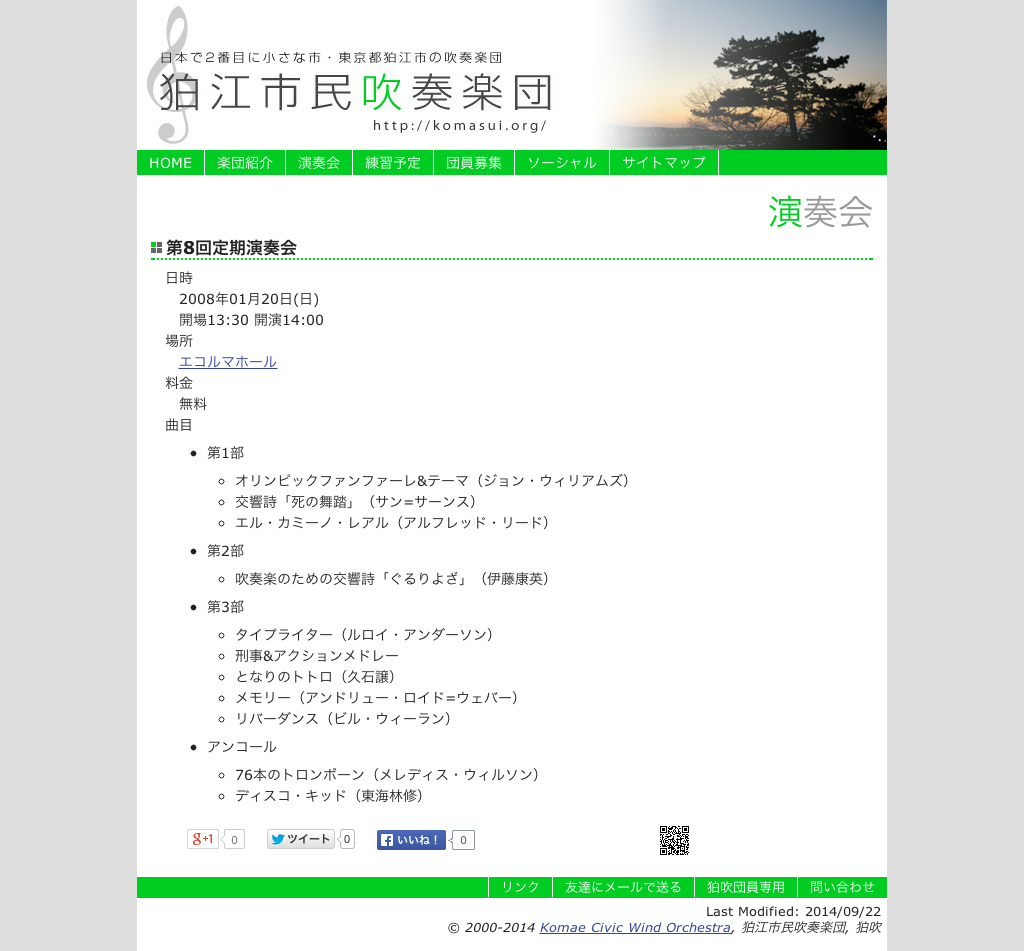 日本で2番目に小さな市・東京都狛江市の吹奏楽団
狛江市民吹奏楽団
http://komasui.org/
HOME 楽団紹介 演奏会 練習予定 団員募集 ソーシャル サイトマップ
演奏会
第8回定期演奏会
日時
2008年01月20日(日)
開場13:30 開演14:00
場所
エコルマホール
料金
無料
曲目
第1部
オリンピックファンファーレ&テーマ（ジョン・ウィリアムズ）
交響詩「死の舞踏」（サン=サーンス）
エル・カミーノ・レアル（アルフレッド・リード）
第2部
吹奏楽のための交響詩「ぐるりよざ」（伊藤康英）
第3部
タイプライター（ルロイ・アンダーソン）
刑事&アクションメドレー
となりのトトロ（久石譲）
メモリー（アンドリュー・ロイド=ウェバー）
リバーダンス（ビル・ウィーラン）
アンコール
76本のトロンボーン（メレディス・ウィルソン）
ディスコ・キッド（東海林修）
g+1 0 ツイート 0 いいね！ 0
リンク 友達にメールで送る 狛吹団員専用 問い合わせ
Last Modified: 2014/09/22
© 2000-2014 Komae Civic Wind Orchestra, 狛江市民吹奏楽団, 狛吹